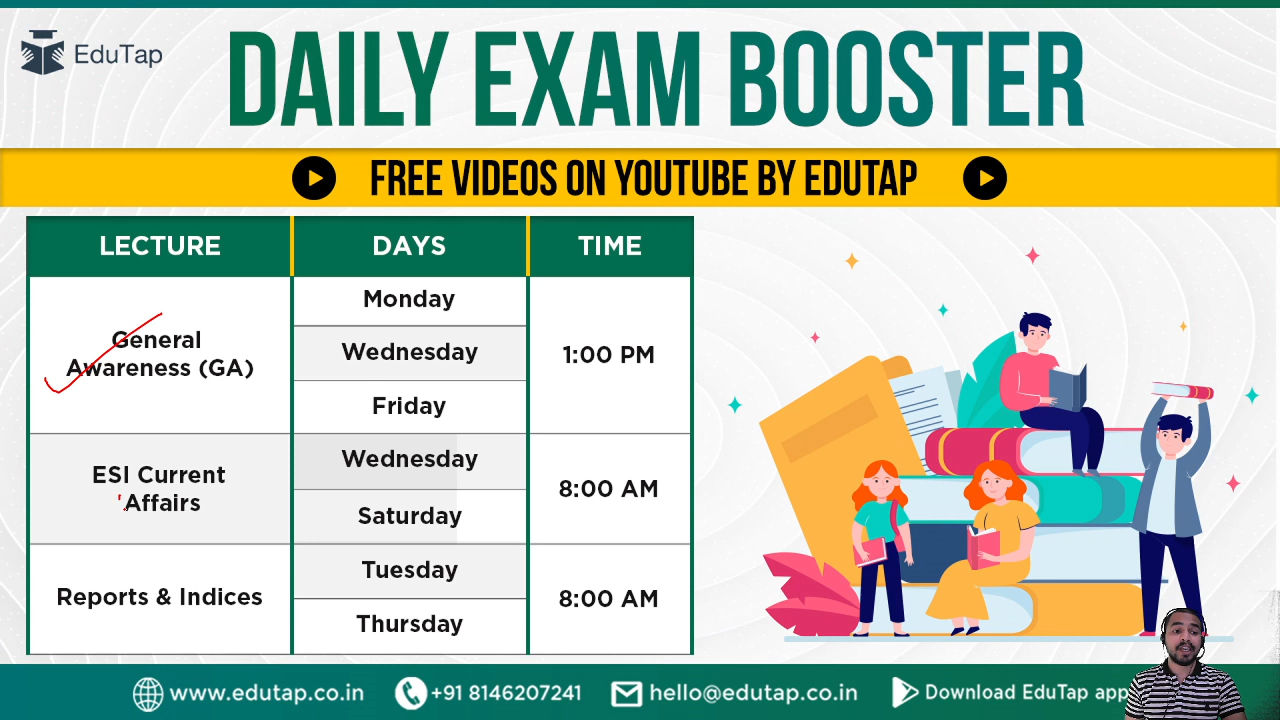 EduTap
DAILY EXAM BOOSTER
FREE VIDEOS ON YOUTUBE BY EDUTAP
LECTURE DAYS TIME
General
Awareness (GA)
Monday
Wednesday
Friday
1:00 PM
ESI Current
Affairs
Wednesday
Saturday
8:00 AM
Reports & Indices
Tuesday
Thursday
8:00 AM
www.edutap.co.in +91 8146207241 hello@edutap.co.in Download EduTap app